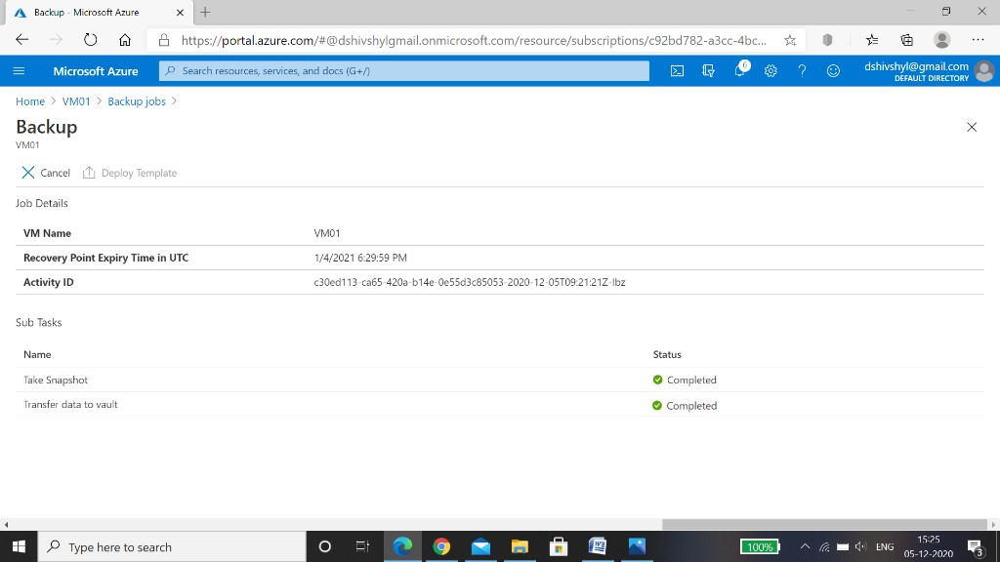 Backup - Microsoft Azure
https://portal.azure.com/#@dshivshylgmail.onmicrosoft.com/resource/subscriptions/c92bd782-a3cc-4bc...
Microsoft Azure
Search resources, services, and docs (G+/)
6
dshivshyl@gmail.com
DEFAULT DIRECTORY
Home > VM01 > Backup jobs >
Backup
VM01
Cancel Deploy Template
Job Details
VM Name VM01
Recovery Point Expiry Time in UTC 1/4/2021 6:29:59 PM
Activity ID c30ed113-ca65-420a-b14e-0e55d3c85053-2020-12-05T09:21:21Z-Ibz
Sub Tasks
Name Status
Take Snapshot Completed
Transfer data to vault Completed
Type here to search
100%
ENG
15:25
05-12-2020
3